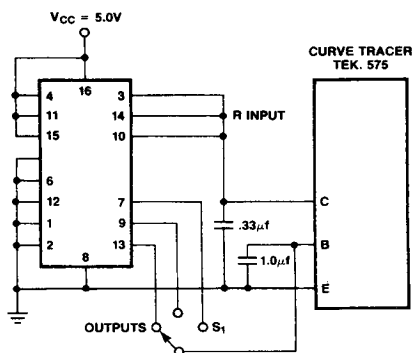 VCC = 5.0V
CURVE TRACER
TEK. 575
16
4
3
11
14
R INPUT
15
10
6
12
7
C
1
9
.33µf
2
13
B
8
1.0µf
E
OUTPUTS
S1